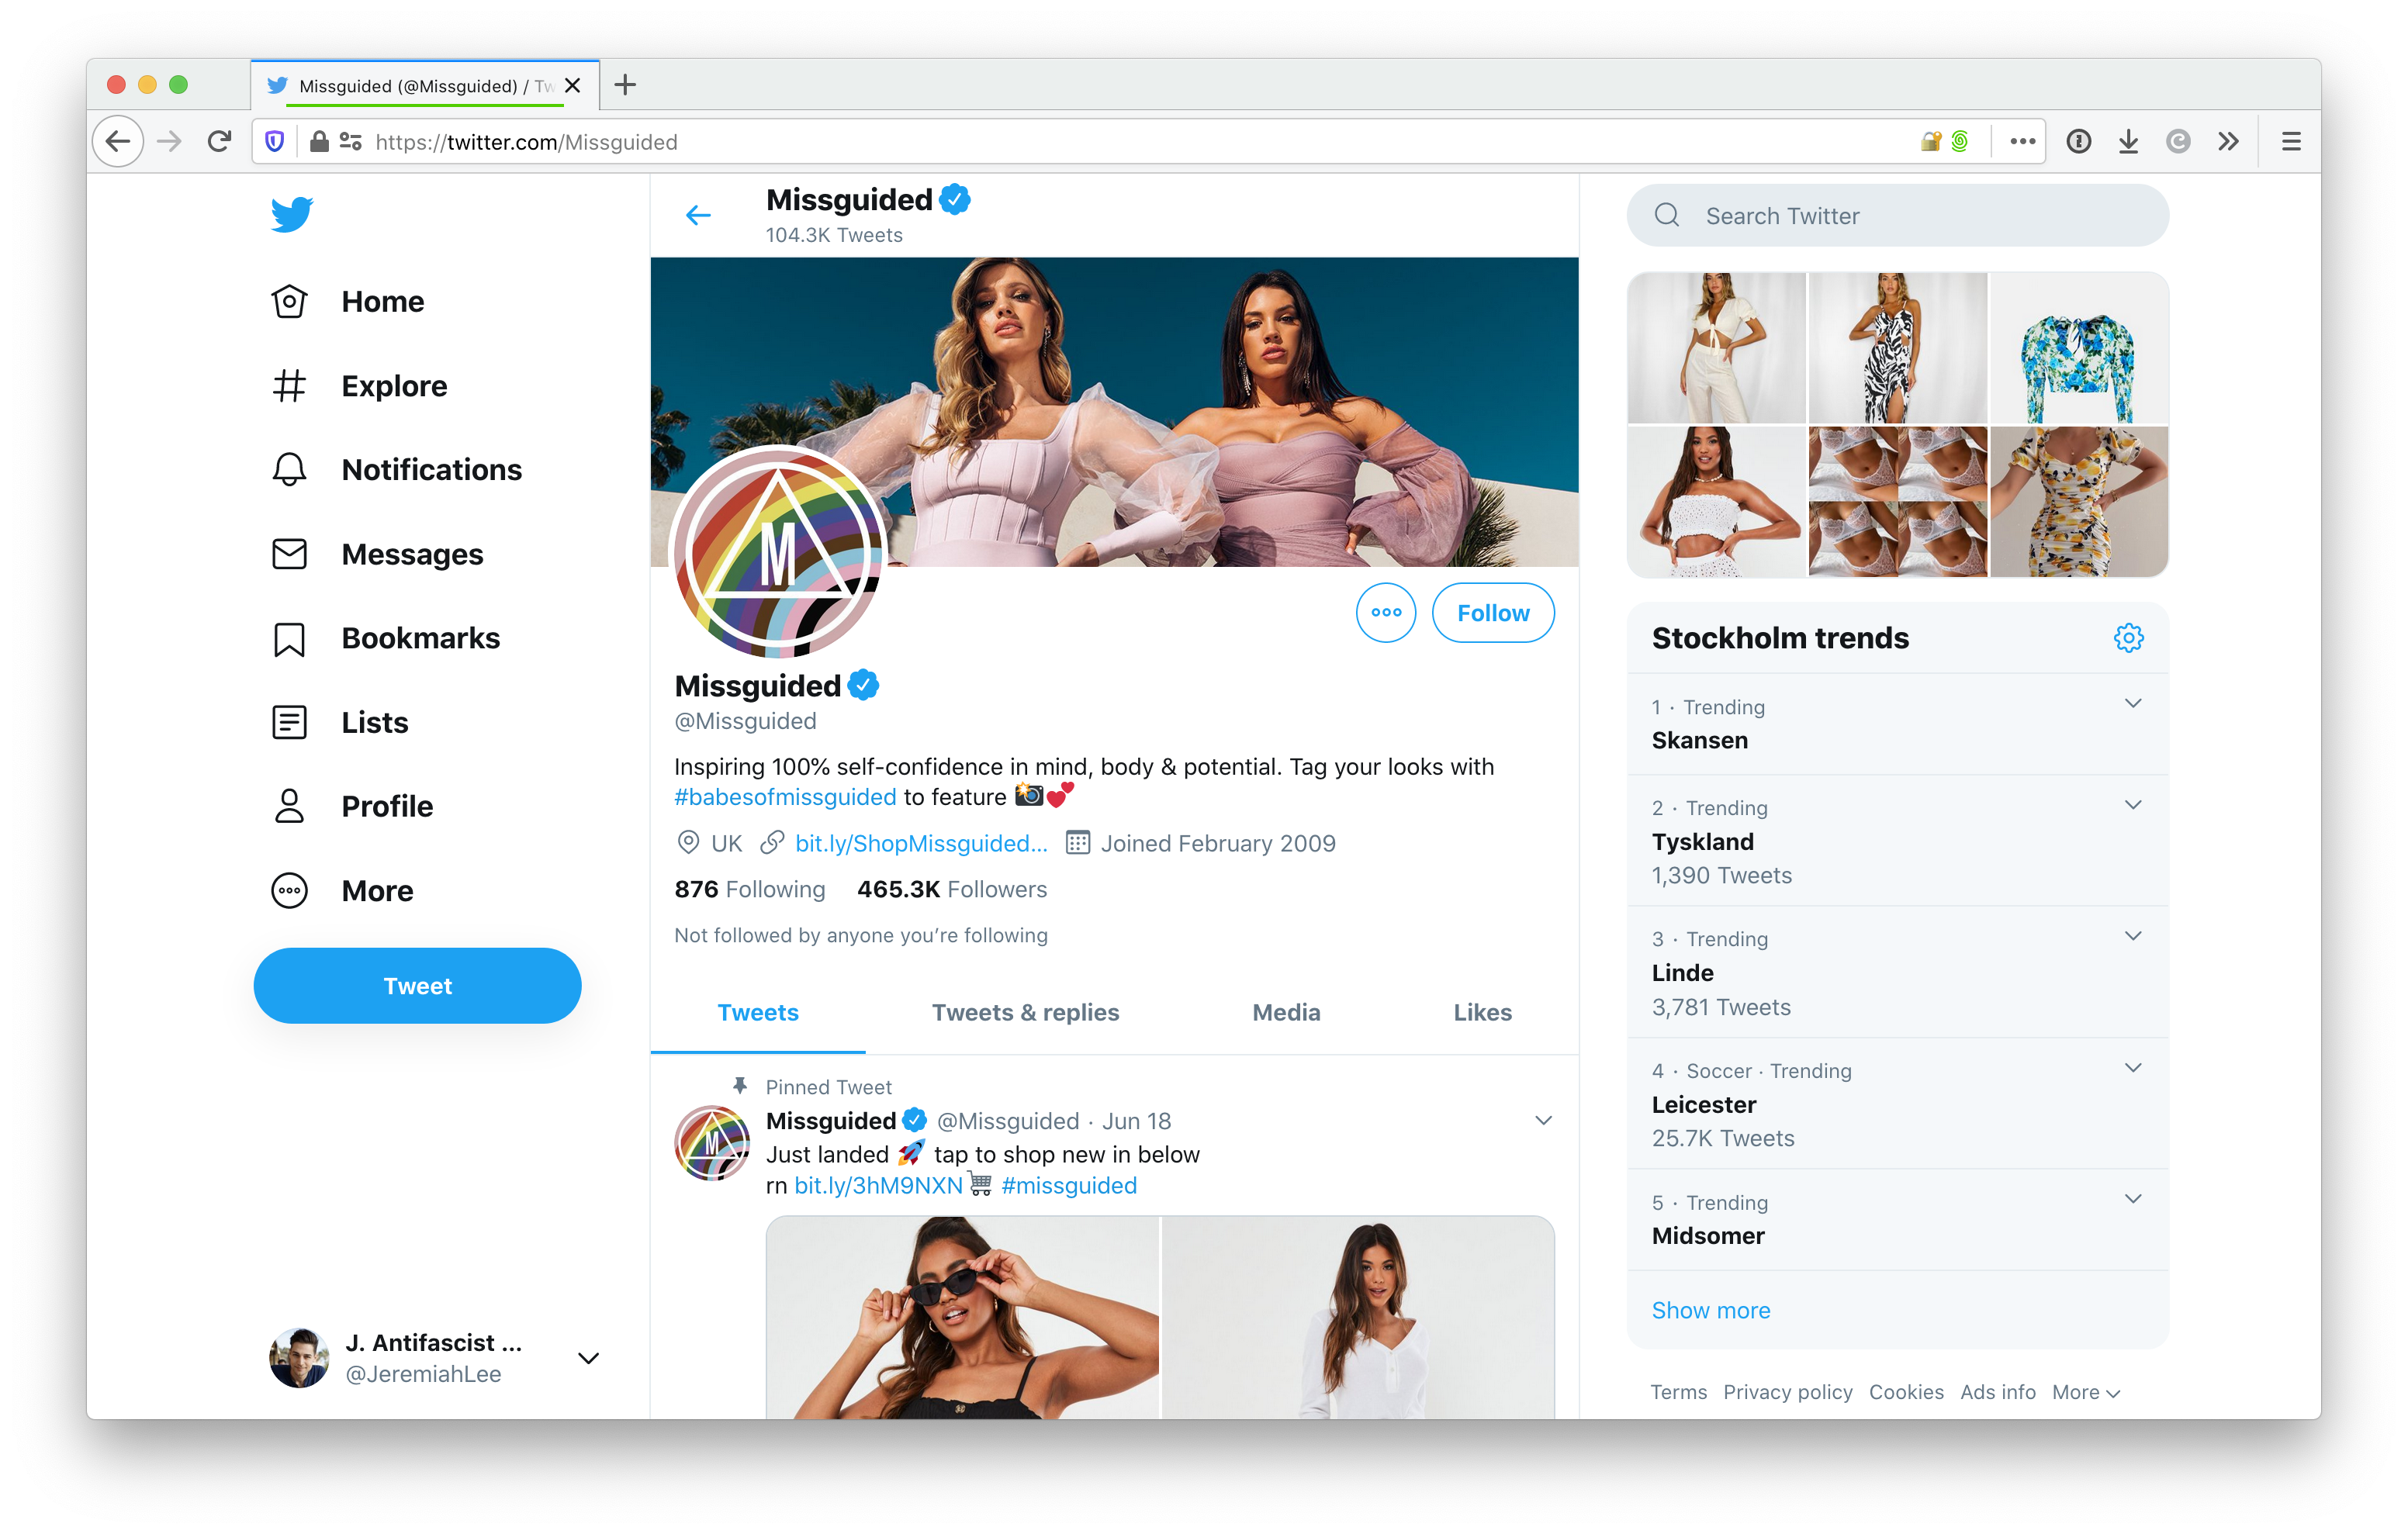 Missguided (@Missguided) / Tw
https://twitter.com/Missguided
Home
Explore
Notifications
Messages
Bookmarks
Lists
Profile
More
Tweet
J. Antifascist ...
@JeremiahLee
Missguided
104.3K Tweets
M
Follow
Missguided
@Missguided
Inspiring 100% self-confidence in mind, body & potential. Tag your looks with
#babesofmissguided to feature 📸💕
UK bit.ly/ShopMissguided... Joined February 2009
876 Following 465.3K Followers
Not followed by anyone you’re following
Tweets Tweets & replies Media Likes
Pinned Tweet
M
Missguided @Missguided · Jun 18
Just landed 🚀 tap to shop new in below
rn bit.ly/3hM9NXN🛒 #missguided
Search Twitter
Stockholm trends
1 · Trending
Skansen
2 · Trending
Tyskland
1,390 Tweets
3 · Trending
Linde
3,781 Tweets
4 · Soccer · Trending
Leicester
25.7K Tweets
5 · Trending
Midsomer
Show more
Terms Privacy policy Cookies Ads info More